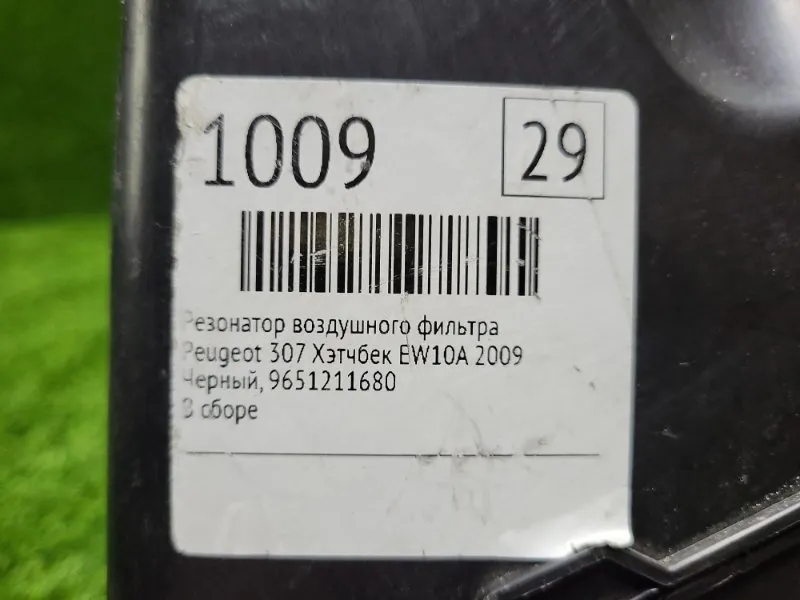 1009
29
Резонатор воздушного фильтра
Peugeot 307 Хэтчбек EW10A 2009
Черный, 9651211680
В сборе